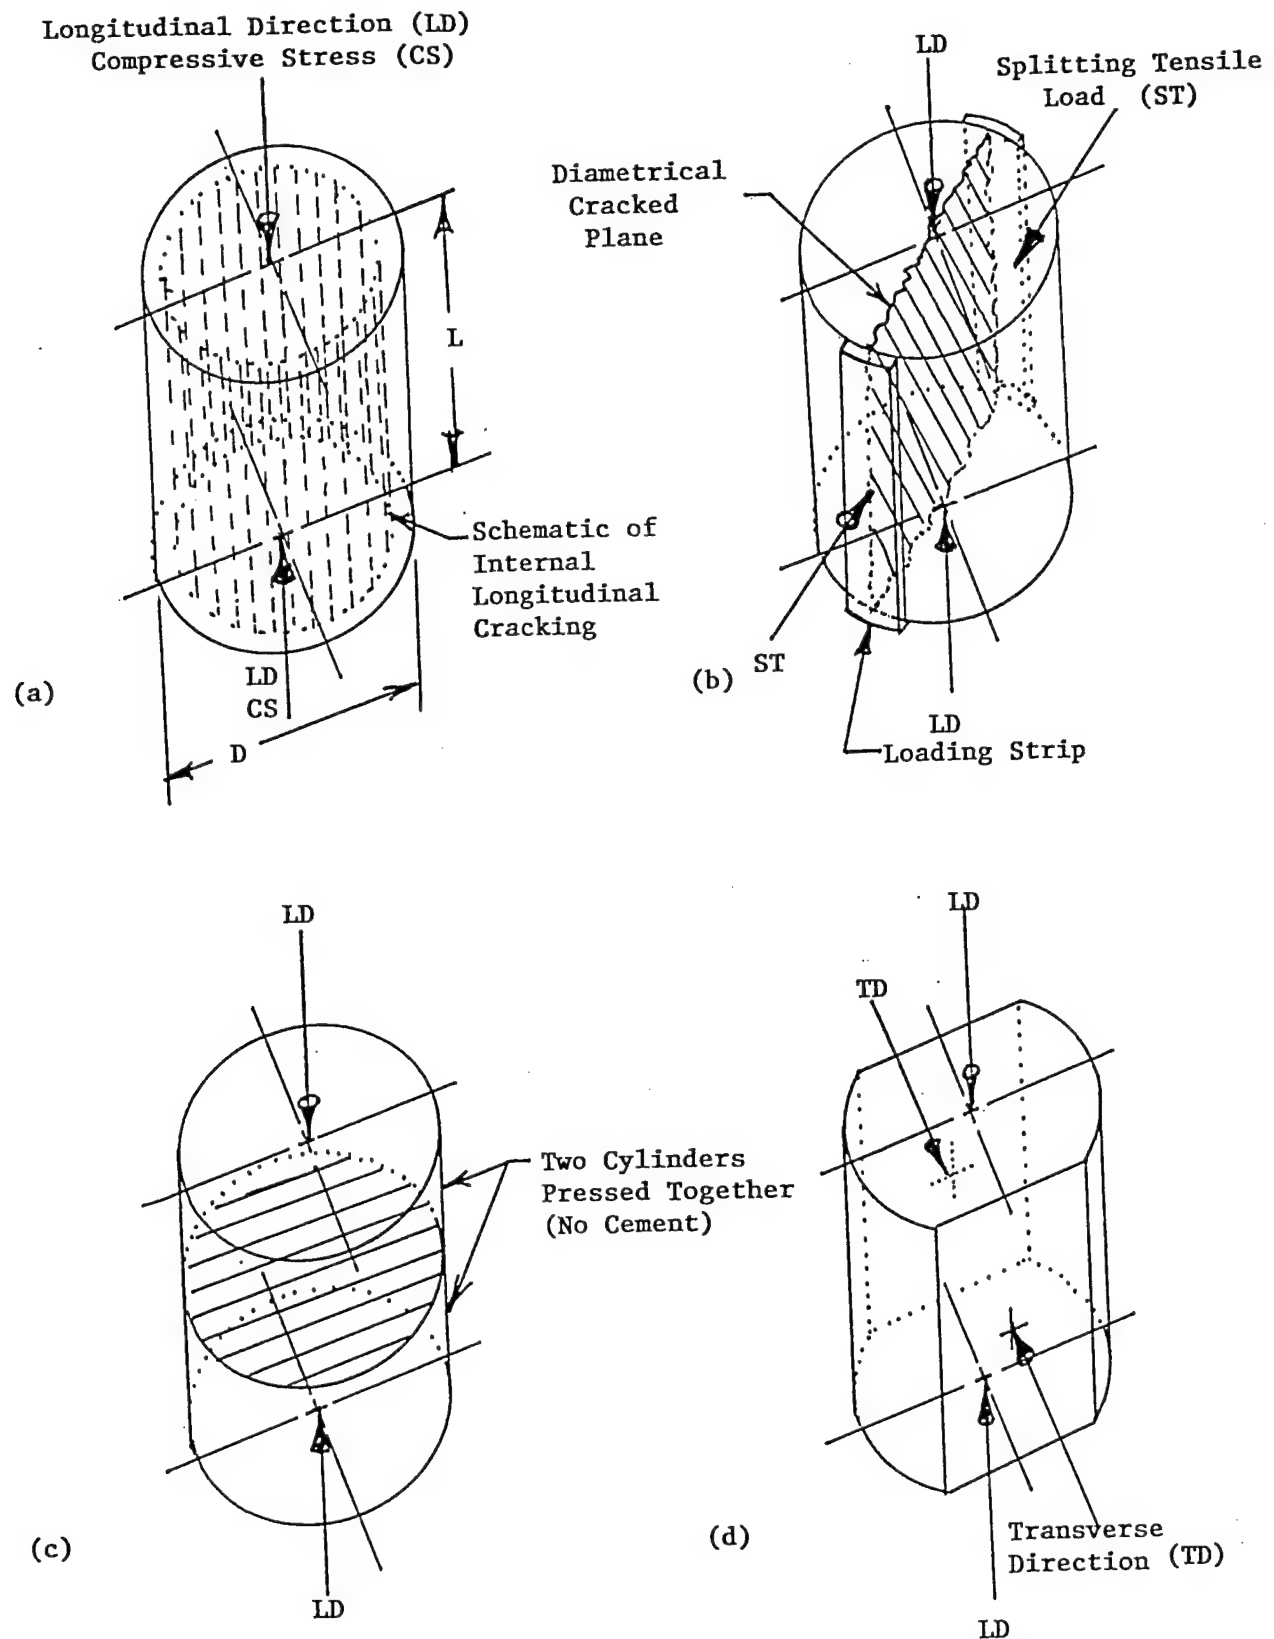 Longitudinal Direction (LD)
Compressive Stress (CS)
L
Schematic of
Internal
Longitudinal
Cracking
LD
CS
D
(a)
LD
Splitting Tensile
Load (ST)
Diametrical
Cracked
Plane
ST
(b)
LD
Loading Strip
LD
Two Cylinders
Pressed Together
(No Cement)
(c)
LD
LD
TD
(d)
Transverse
Direction (TD)
LD